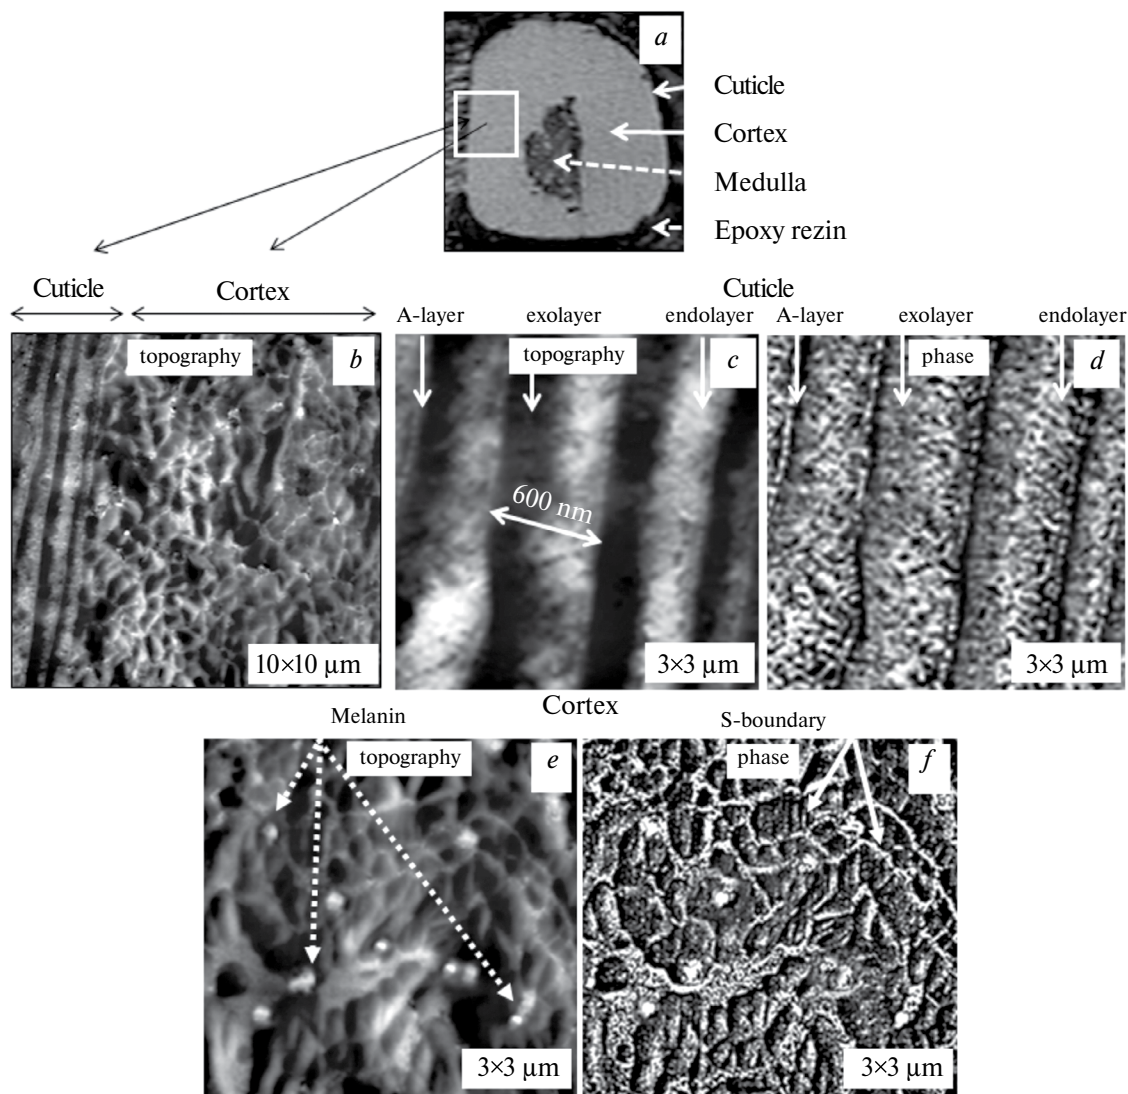 a
Cuticle
Cortex
Medulla
Epoxy rezin
Cuticle
Cortex
Cuticle
A-layer exolayer endolayer A-layer exolayer endolayer
topography b
topography c
phase d
600 nm
10×10 µm
3×3 µm
3×3 µm
Cortex
Melanin
S-boundary
topography e
phase f
3×3 µm
3×3 µm